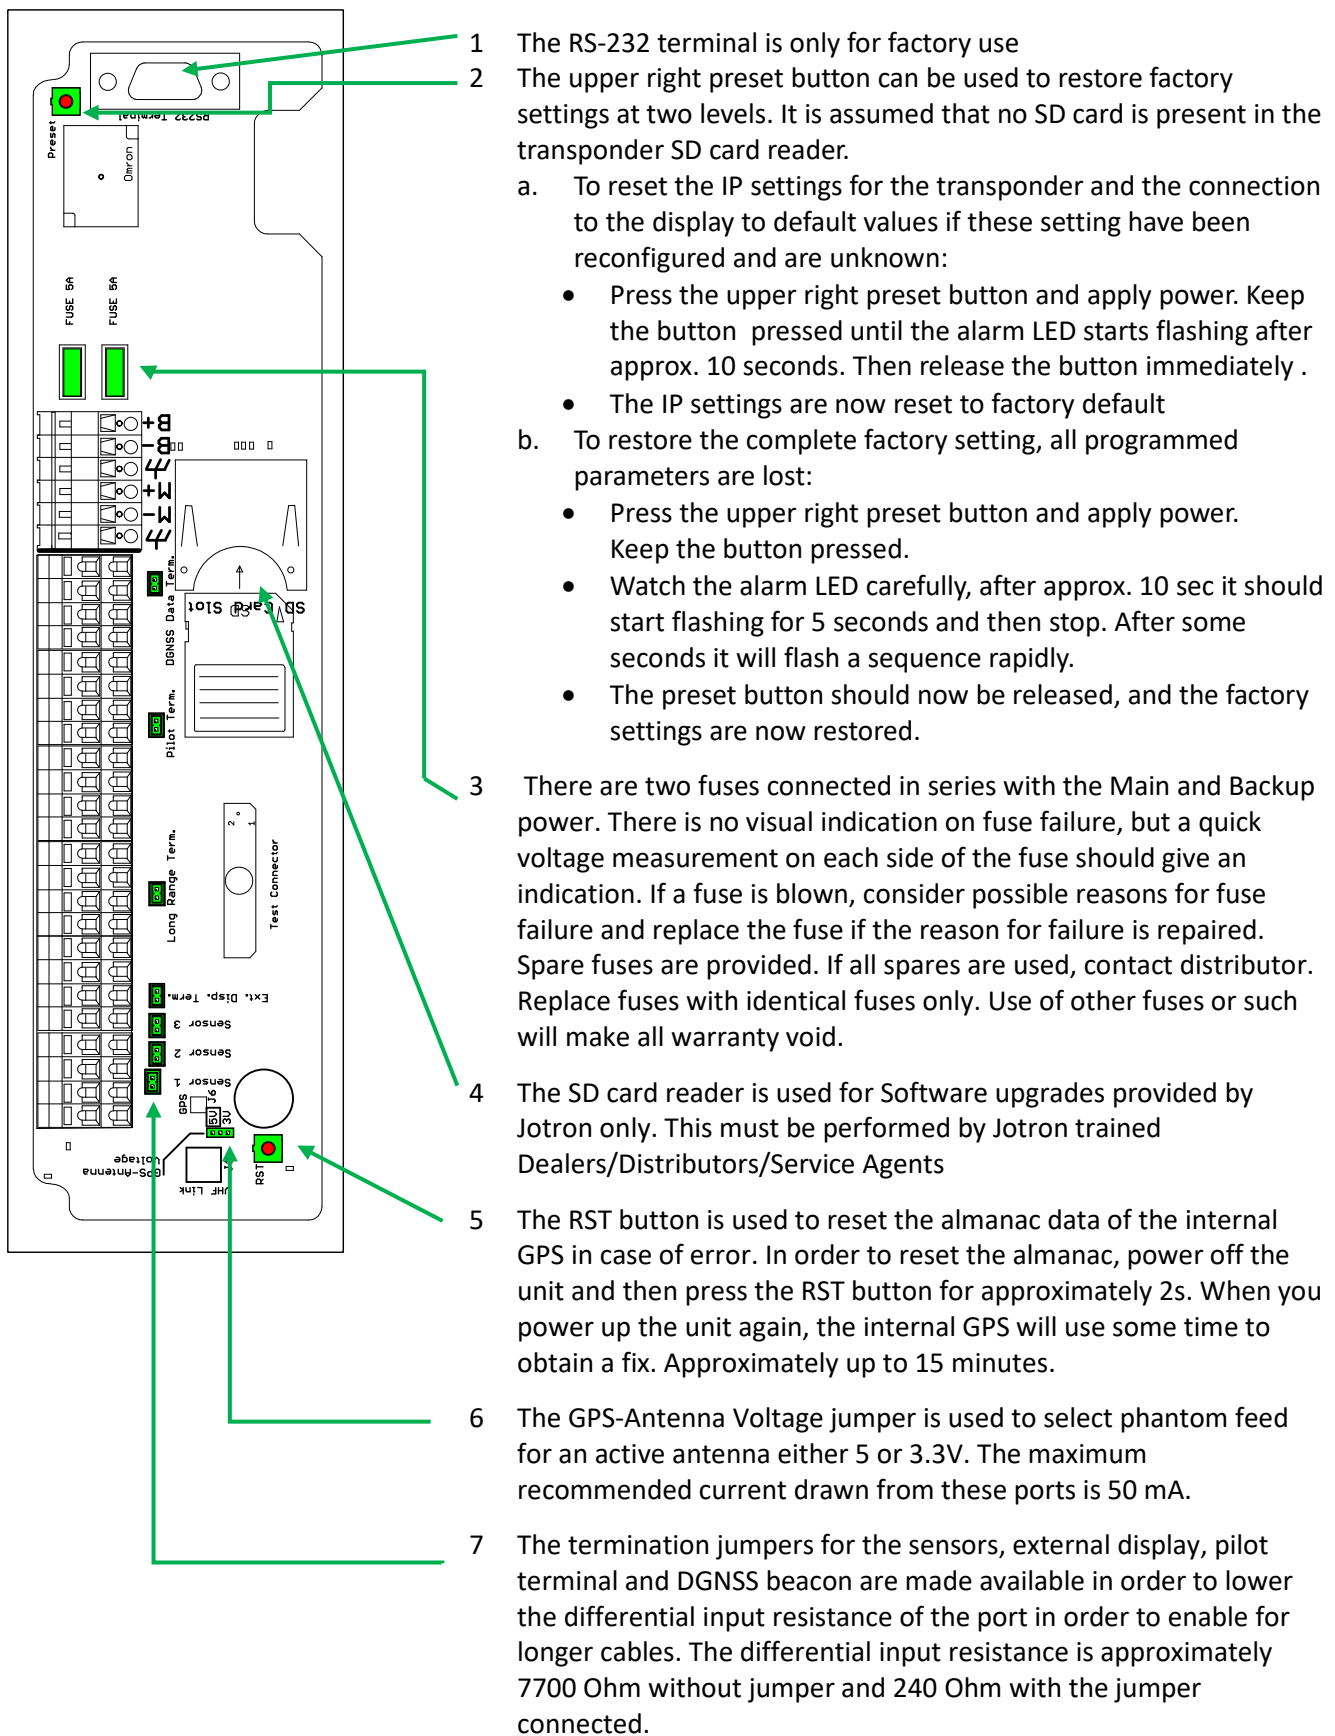 1 The RS-232 terminal is only for factory use
2 The upper right preset button can be used to restore factory
settings at two levels. It is assumed that no SD card is present in the
transponder SD card reader.
a. To reset the IP settings for the transponder and the connection
to the display to default values if these setting have been
reconfigured and are unknown:
• Press the upper right preset button and apply power. Keep
the button pressed until the alarm LED starts flashing after
approx. 10 seconds. Then release the button immediately .
• The IP settings are now reset to factory default
b. To restore the complete factory setting, all programmed
parameters are lost:
• Press the upper right preset button and apply power.
Keep the button pressed.
• Watch the alarm LED carefully, after approx. 10 sec it should
start flashing for 5 seconds and then stop. After some
seconds it will flash a sequence rapidly.
• The preset button should now be released, and the factory
settings are now restored.
3 There are two fuses connected in series with the Main and Backup
power. There is no visual indication on fuse failure, but a quick
voltage measurement on each side of the fuse should give an
indication. If a fuse is blown, consider possible reasons for fuse
failure and replace the fuse if the reason for failure is repaired.
Spare fuses are provided. If all spares are used, contact distributor.
Replace fuses with identical fuses only. Use of other fuses or such
will make all warranty void.
4 The SD card reader is used for Software upgrades provided by
Jotron only. This must be performed by Jotron trained
Dealers/Distributors/Service Agents
5 The RST button is used to reset the almanac data of the internal
GPS in case of error. In order to reset the almanac, power off the
unit and then press the RST button for approximately 2s. When you
power up the unit again, the internal GPS will use some time to
obtain a fix. Approximately up to 15 minutes.
6 The GPS-Antenna Voltage jumper is used to select phantom feed
for an active antenna either 5 or 3.3V. The maximum
recommended current drawn from these ports is 50 mA.
7 The termination jumpers for the sensors, external display, pilot
terminal and DGNSS beacon are made available in order to lower
the differential input resistance of the port in order to enable for
longer cables. The differential input resistance is approximately
7700 Ohm without jumper and 240 Ohm with the jumper
connected.
RS232 Terminal
Preset
Omron
FUSE 5A
FUSE 5A
B+
B-
M+
M-
SD Card Slot
DGNSS Data Term.
Pilot Term.
Long Range Term.
2
1
Test Connector
Ext. Disp. Term.
Sensor 3
Sensor 2
Sensor 1
GPS
J6
5V
3V
GPS-Antenna
Voltage
VHF Link
RST